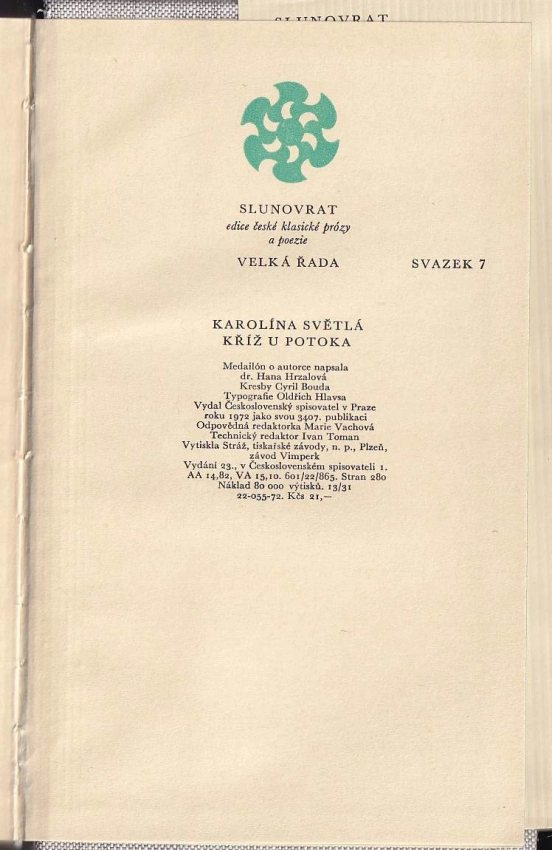 SLUNOVRAT
SLUNOVRAT
edice české klasické prózy
a poezie
VELKÁ ŘADA SVAZEK 7
KAROLÍNA SVĚTLÁ
KŘÍŽ U POTOKA
Medailón o autorce napsala
dr. Hana Hrzalová
Kresby Cyril Bouda
Typografie Oldřich Hlavsa
Vydal Československý spisovatel v Praze
roku 1972 jako svou 3407. publikaci
Odpovědná redaktorka Marie Vachová
Technický redaktor Ivan Toman
Vytiskla Stráž, tiskařské závody, n. p., Plzeň,
závod Vimperk
Vydání 23., v Československém spisovateli 1.
AA 14,82, VA 15,10. 601/22/865. Stran 280
Náklad 80 000 výtisků. 13/31
22-055-72. Kčs 21,—